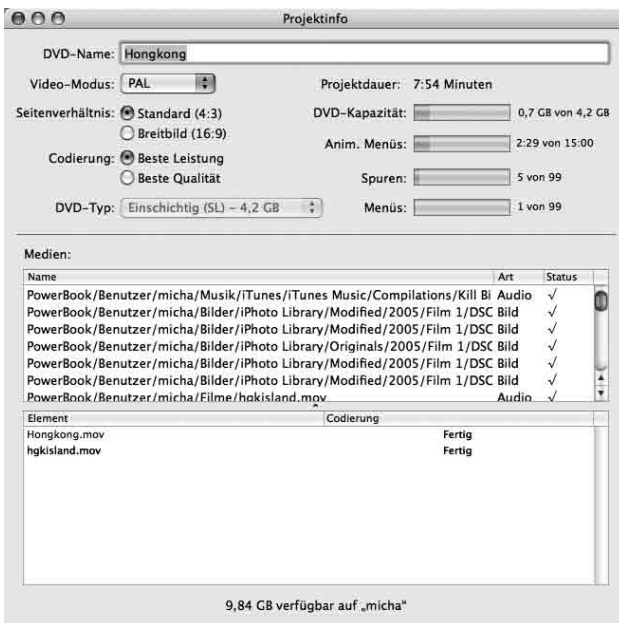 Projektinfo
DVD-Name: Hongkong
Video-Modus: PAL
Projektdauer: 7:54 Minuten
Seitenverhältnis: Standard (4:3)
Breitbild (16:9)
DVD-Kapazität: 0,7 GB von 4,2 GB
Anim. Menüs: 2:29 von 15:00
Codierung: Beste Leistung
Beste Qualität
Spuren: 5 von 99
DVD-Typ: Einschichtig (SL) – 4,2 GB
Menüs: 1 von 99
Medien:
Name Art Status
PowerBook/Benutzer/micha/Musik/iTunes/iTunes Music/Compilations/Kill Bi Audio √
PowerBook/Benutzer/micha/Bilder/iPhoto Library/Modified/2005/Film 1/DSC Bild √
PowerBook/Benutzer/micha/Bilder/iPhoto Library/Modified/2005/Film 1/DSC Bild √
PowerBook/Benutzer/micha/Bilder/iPhoto Library/Originals/2005/Film 1/DSC Bild √
PowerBook/Benutzer/micha/Bilder/iPhoto Library/Modified/2005/Film 1/DSC Bild √
PowerBook/Benutzer/micha/Bilder/iPhoto Library/Modified/2005/Film 1/DSC Bild √
PowerBook/Benutzer/micha/Filme/hgkisland.mov Audio √
Element Codierung
Hongkong.mov Fertig
hgkisland.mov Fertig
9,84 GB verfügbar auf „micha“